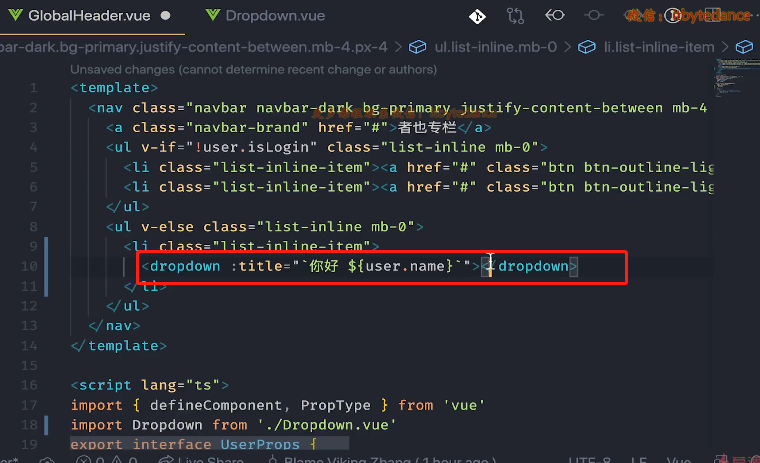 GlobalHeader.vue ● Dropdown.vue
bar-dark.bg-primary.justify-content-between.mb-4.px-4 > ul.list-inline.mb-0 > li.list-inline-item >
Unsaved changes (cannot determine recent change or authors)
1 <template>
2 <nav class="navbar navbar-dark bg-primary justify-content-between mb-4
3 <a class="navbar-brand" href="#">者也专栏</a>
4 <ul v-if="!user.isLogin" class="list-inline mb-0">
5 <li class="list-inline-item"><a href="#" class="btn btn-outline-lig
6 <li class="list-inline-item"><a href="#" class="btn btn-outline-lig
7 </ul>
8 <ul v-else class="list-inline mb-0">
9 <li class="list-inline-item">
10 <dropdown :title="`你好 ${user.name}`"></dropdown>
11 </li>
12 </ul>
13 </nav>
14 </template>
15
16 <script lang="ts">
17 import { defineComponent, PropType } from 'vue'
18 import Dropdown from './Dropdown.vue'
19 export interface UserProps {
Live Share Blame Viking Zhang ( 1 hour ago ) UTF-8 LF Vue